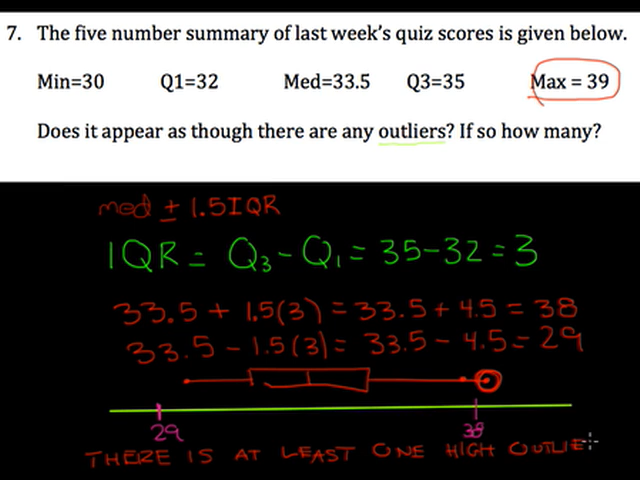 7. The five number summary of last week's quiz scores is given below.
Min=30 Q1=32 Med=33.5 Q3=35 Max = 39
Does it appear as though there are any outliers? If so how many?
med ± 1.5IQR
IQR = Q₃ - Q₁ = 35-32 = 3
33.5 + 1.5(3) = 33.5 + 4.5 = 38
33.5 - 1.5(3) = 33.5 - 4.5 = 29
29 38
THERE IS AT LEAST ONE HIGH OUTLIE